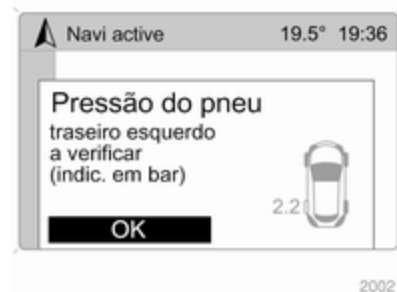 Navi active 19.5° 19:36
Pressão do pneu
traseiro esquerdo
a verificar
(indic. em bar)
2.2
OK
2002